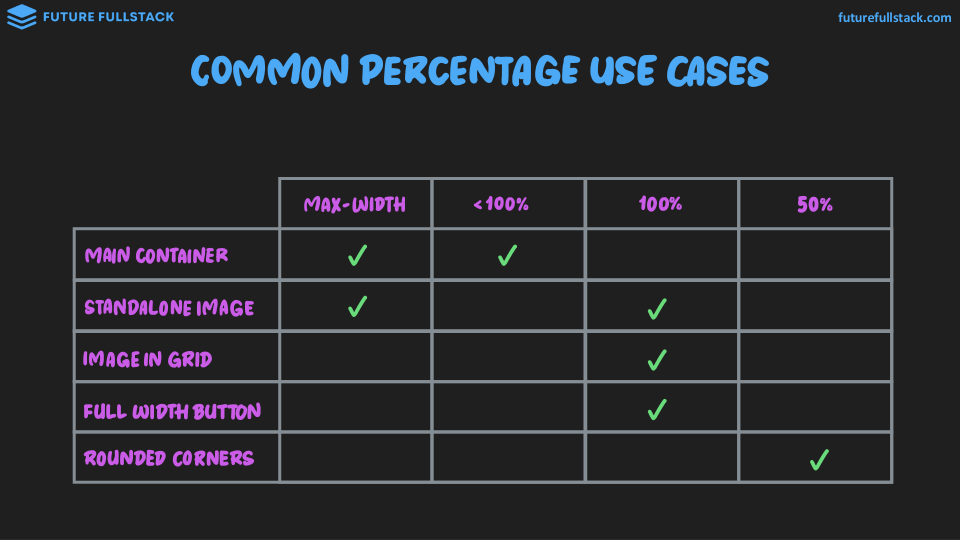 FUTURE FULLSTACK
futurefullstack.com
COMMON PERCENTAGE USE CASES
MAX-WIDTH <100% 100% 50%
MAIN CONTAINER ✓ ✓
STANDALONE IMAGE ✓ ✓
IMAGE IN GRID ✓
FULL WIDTH BUTTON ✓
ROUNDED CORNERS ✓